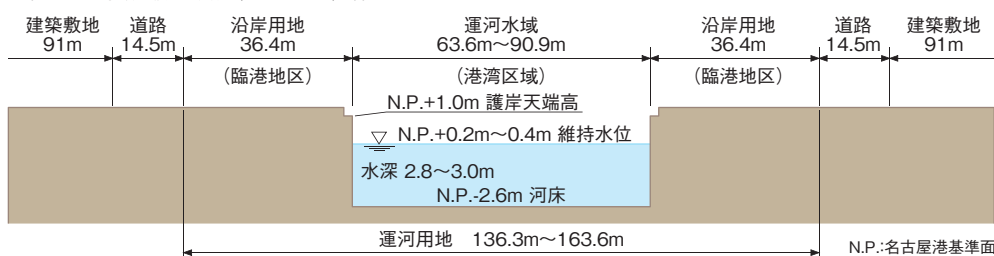 建築敷地
91m
道路
14.5m
沿岸用地
36.4m
運河水域
63.6m～90.9m
沿岸用地
36.4m
道路
14.5m
建築敷地
91m
（臨港地区）
（港湾区域）
（臨港地区）
N.P.+1.0m 護岸天端高
N.P.+0.2m～0.4m 維持水位
水深 2.8～3.0m
N.P.-2.6m 河床
運河用地　136.3m～163.6m
N.P.:名古屋港基準面